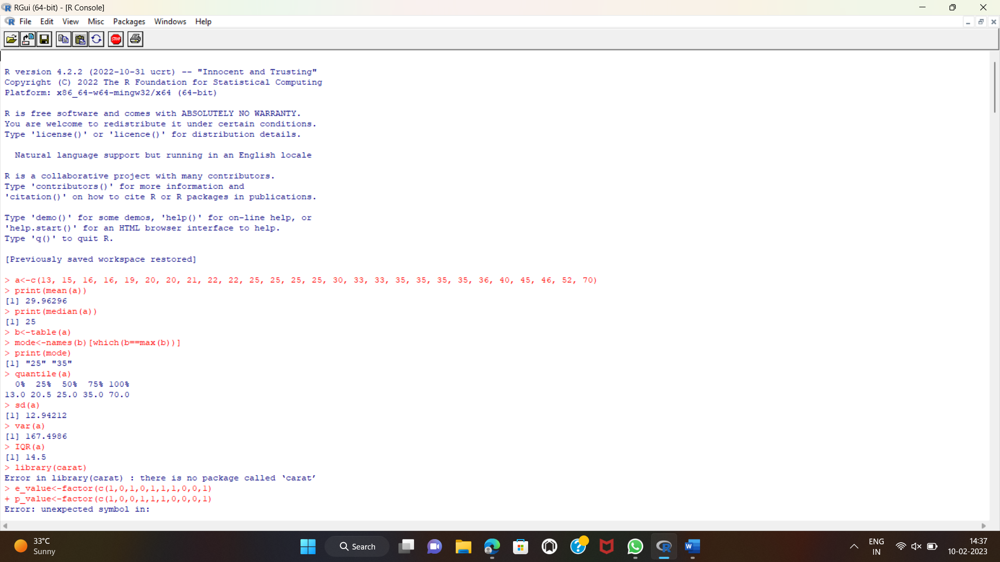 RGui (64-bit) - [R Console]
File Edit View Misc Packages Windows Help
STOP
R version 4.2.2 (2022-10-31 ucrt) -- "Innocent and Trusting"
Copyright (C) 2022 The R Foundation for Statistical Computing
Platform: x86_64-w64-mingw32/x64 (64-bit)
R is free software and comes with ABSOLUTELY NO WARRANTY.
You are welcome to redistribute it under certain conditions.
Type 'license()' or 'licence()' for distribution details.
Natural language support but running in an English locale
R is a collaborative project with many contributors.
Type 'contributors()' for more information and
'citation()' on how to cite R or R packages in publications.
Type 'demo()' for some demos, 'help()' for on-line help, or
'help.start()' for an HTML browser interface to help.
Type 'q()' to quit R.
[Previously saved workspace restored]
> a<-c(13, 15, 16, 16, 19, 20, 20, 21, 22, 22, 25, 25, 25, 25, 30, 33, 33, 35, 35, 35, 35, 36, 40, 45, 46, 52, 70)
> print(mean(a))
[1] 29.96296
> print(median(a))
[1] 25
> b<-table(a)
> mode<-names(b)[which(b==max(b))]
> print(mode)
[1] "25" "35"
> quantile(a)
0% 25% 50% 75% 100%
13.0 20.5 25.0 35.0 70.0
> sd(a)
[1] 12.94212
> var(a)
[1] 167.4986
> IQR(a)
[1] 14.5
> library(carat)
Error in library(carat) : there is no package called ‘carat’
> e_value<-factor(c(1,0,1,0,1,1,1,0,0,1)
+ p_value<-factor(c(1,0,0,1,1,1,0,0,0,1)
Error: unexpected symbol in:
33°C
Sunny
Search
ENG
IN
14:37
10-02-2023